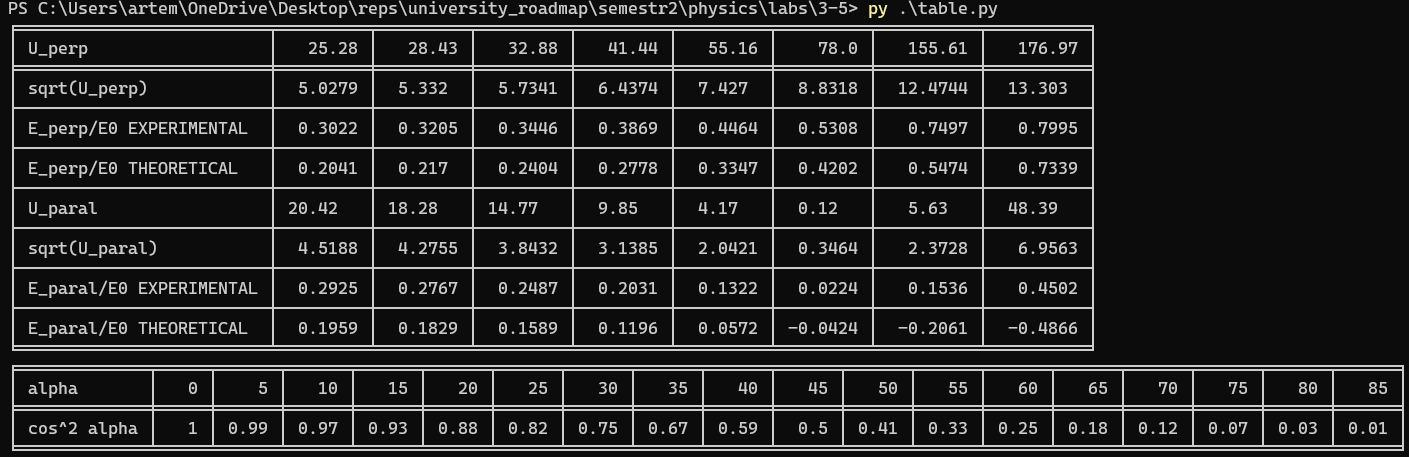 PS C:\Users\artem\OneDrive\Desktop\reps\university_roadmap\semestr2\physics\labs\3-5> py .\table.py
U_perp 25.28 28.43 32.88 41.44 55.16 78.0 155.61 176.97
sqrt(U_perp) 5.0279 5.332 5.7341 6.4374 7.427 8.8318 12.4744 13.303
E_perp/E0 EXPERIMENTAL 0.3022 0.3205 0.3446 0.3869 0.4464 0.5308 0.7497 0.7995
E_perp/E0 THEORETICAL 0.2041 0.217 0.2404 0.2778 0.3347 0.4202 0.5474 0.7339
U_paral 20.42 18.28 14.77 9.85 4.17 0.12 5.63 48.39
sqrt(U_paral) 4.5188 4.2755 3.8432 3.1385 2.0421 0.3464 2.3728 6.9563
E_paral/E0 EXPERIMENTAL 0.2925 0.2767 0.2487 0.2031 0.1322 0.0224 0.1536 0.4502
E_paral/E0 THEORETICAL 0.1959 0.1829 0.1589 0.1196 0.0572 -0.0424 -0.2061 -0.4866
alpha 0 5 10 15 20 25 30 35 40 45 50 55 60 65 70 75 80 85
cos^2 alpha 1 0.99 0.97 0.93 0.88 0.82 0.75 0.67 0.59 0.5 0.41 0.33 0.25 0.18 0.12 0.07 0.03 0.01